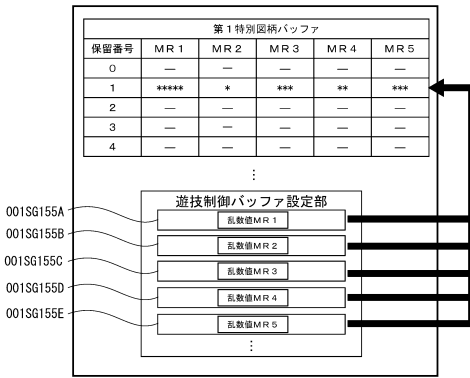 第１特別図柄バッファ
保留番号 ＭＲ１ ＭＲ２ ＭＲ３ ＭＲ４ ＭＲ５
0 ― ― ― ― ―
1 ***** * *** ** ***
2 ― ― ― ― ―
3 ― ― ― ― ―
4 ― ― ― ― ―
⋮
遊技制御バッファ設定部
001SG155A 乱数値ＭＲ１
001SG155B 乱数値ＭＲ２
001SG155C 乱数値ＭＲ３
001SG155D 乱数値ＭＲ４
001SG155E 乱数値ＭＲ５
⋮